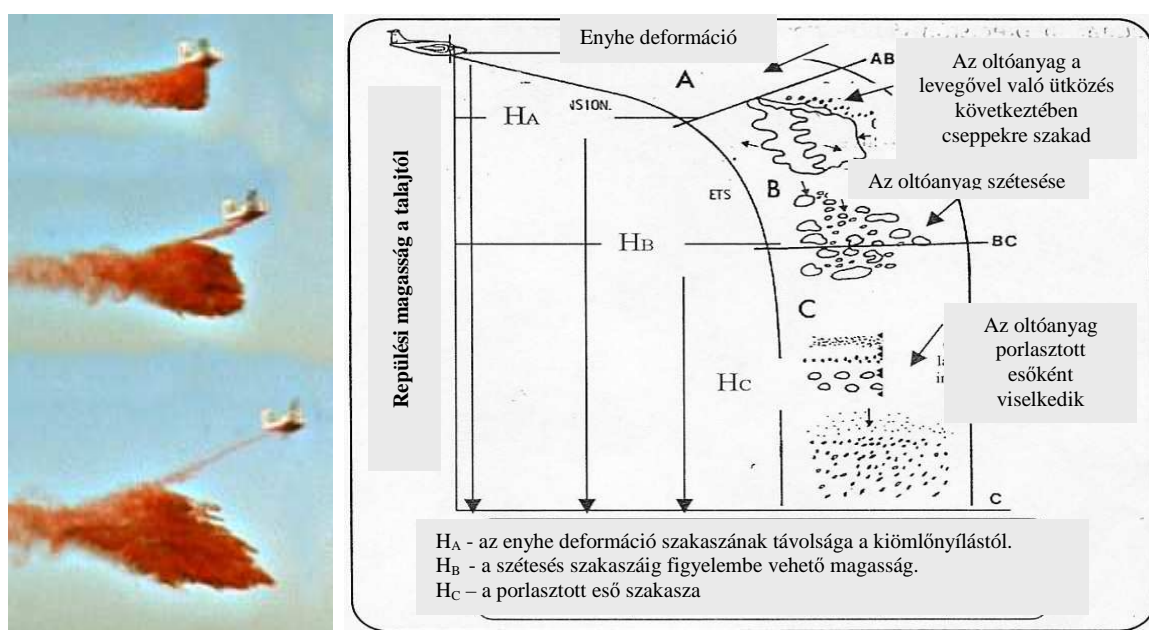 Enyhe deformáció
Az oltóanyag a
levegővel való ütközés
következtében
cseppekre szakad
A
AB
NSION.
HA
Az oltóanyag szétesése
B
ETS
HB
BC
C
Az oltóanyag
porlasztott
esőként
viselkedik
HC
C
Repülési magasság a talajtól
HA - az enyhe deformáció szakaszának távolsága a kiömlőnyílástól.
HB - a szétesés szakaszáig figyelembe vehető magasság.
HC – a porlasztott eső szakasza